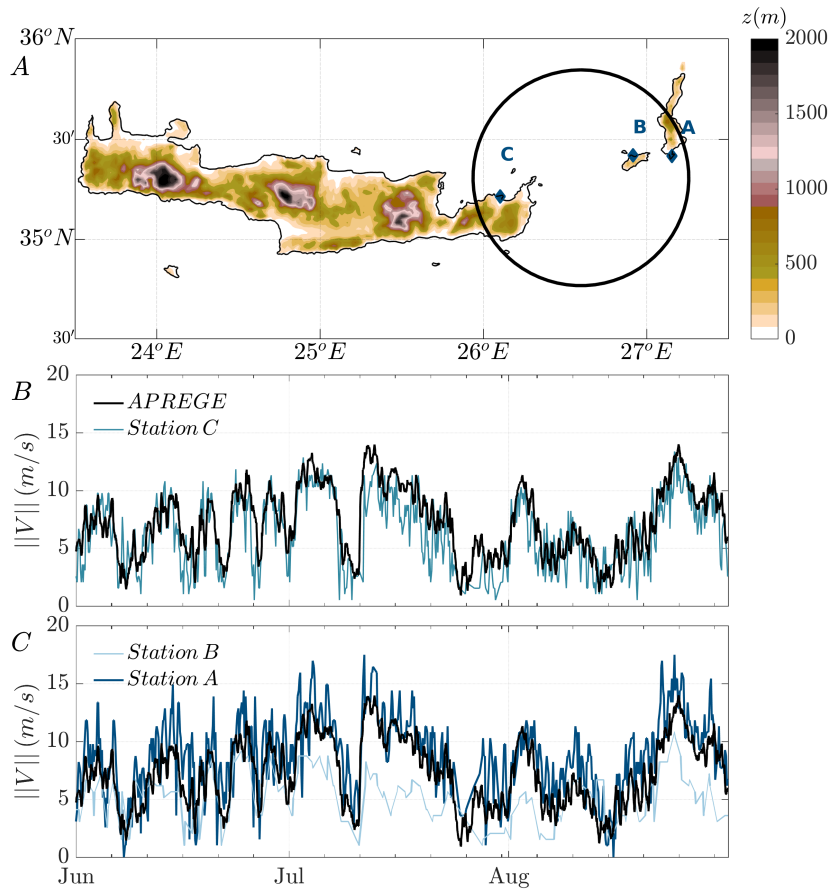 z(m)
36°N
2000
A
B
A
30′
1500
C
1000
35°N
500
30′
0
24°E
25°E
26°E
27°E
B
20
APREGE
Station C
15
||V|| (m/s)
10
5
0
C
20
Station B
Station A
15
||V|| (m/s)
10
5
0
Jun
Jul
Aug